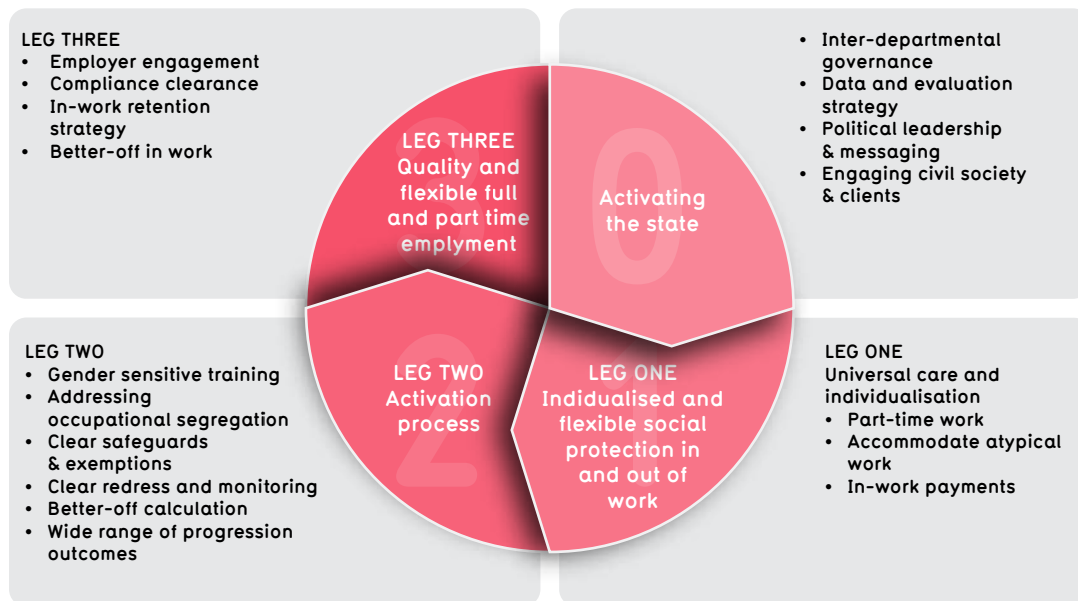 LEG THREE
• Employer engagement
• Compliance clearance
• In-work retention
strategy
• Better-off in work
• Inter-departmental
governance
• Data and evaluation
strategy
• Political leadership
& messaging
• Engaging civil society
& clients
3
LEG THREE
Quality and
flexible full
and part time
emplyment
0
Activating
the state
2
LEG TWO
Activation
process
1
LEG ONE
Indidualised and
flexible social
protection in
and out of
work
LEG TWO
• Gender sensitive training
• Addressing
occupational segregation
• Clear safeguards
& exemptions
• Clear redress and monitoring
• Better-off calculation
• Wide range of progression
outcomes
LEG ONE
Universal care and
individualisation
• Part-time work
• Accommodate atypical
work
• In-work payments